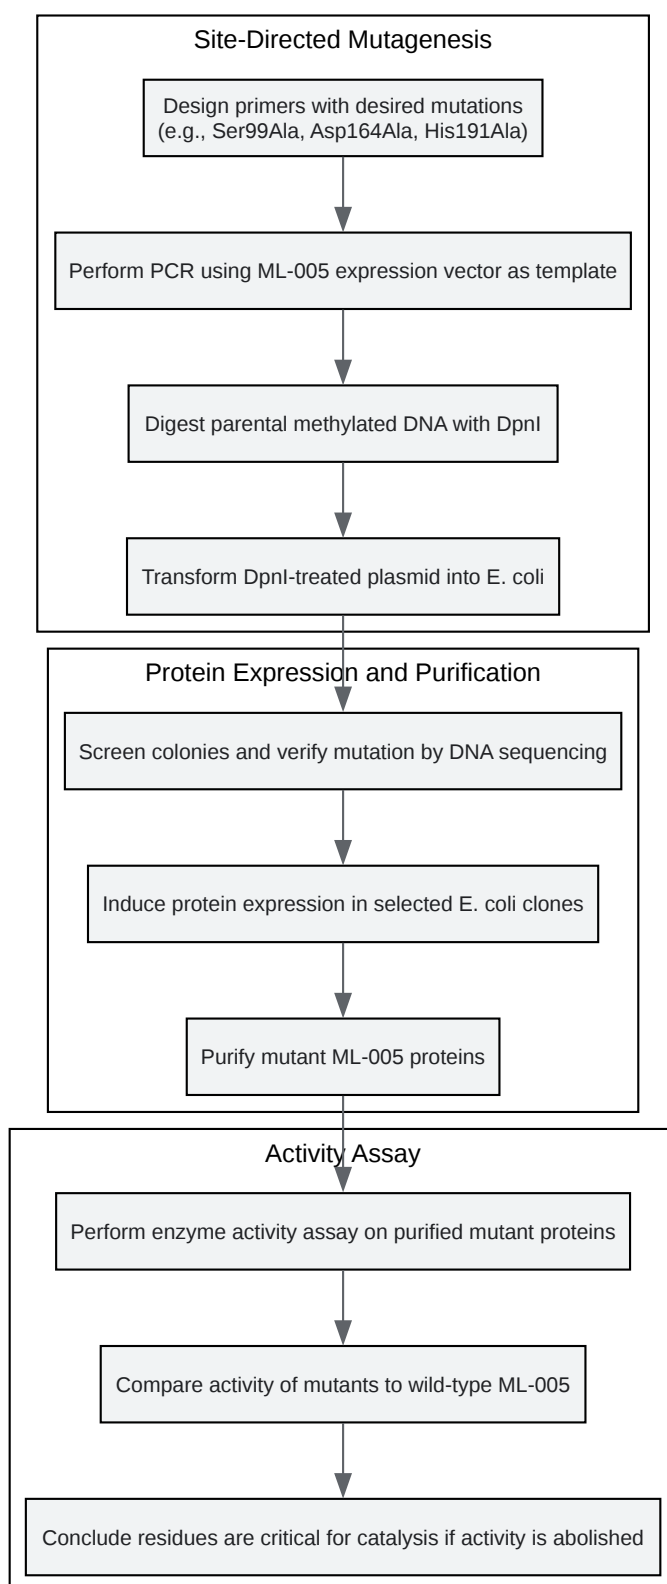 Site-Directed Mutagenesis
Design primers with desired mutations
(e.g., Ser99Ala, Asp164Ala, His191Ala)
Perform PCR using ML-005 expression vector as template
Digest parental methylated DNA with DpnI
Transform DpnI-treated plasmid into E. coli
Protein Expression and Purification
Screen colonies and verify mutation by DNA sequencing
Induce protein expression in selected E. coli clones
Purify mutant ML-005 proteins
Activity Assay
Perform enzyme activity assay on purified mutant proteins
Compare activity of mutants to wild-type ML-005
Conclude residues are critical for catalysis if activity is abolished